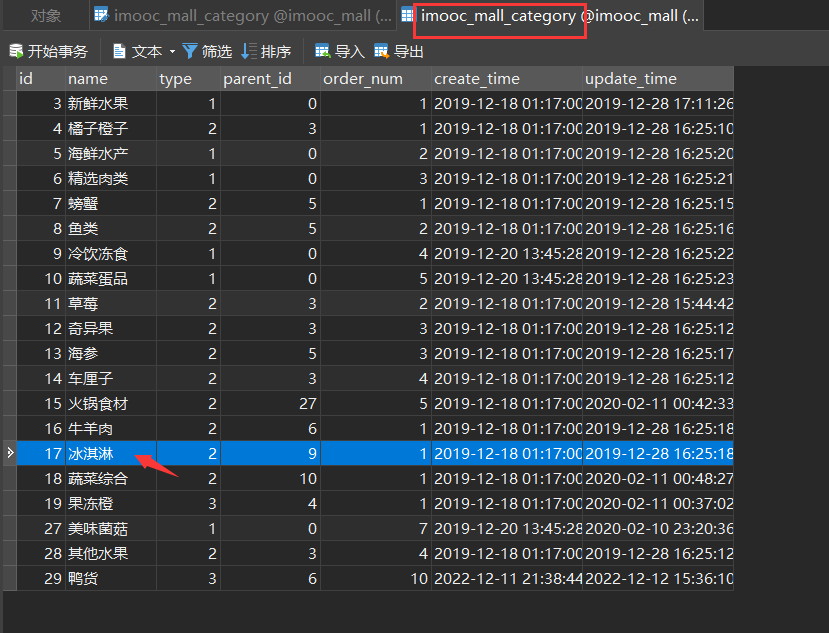 对象 imooc_mall_category @imooc_mall (... imooc_mall_category @imooc_mall (...
开始事务 文本 筛选 排序 导入 导出
id name type parent_id order_num create_time update_time
3 新鲜水果 1 0 1 2019-12-18 01:17:00 2019-12-28 17:11:26
4 橘子橙子 2 3 1 2019-12-18 01:17:00 2019-12-28 16:25:10
5 海鲜水产 1 0 2 2019-12-18 01:17:00 2019-12-28 16:25:20
6 精选肉类 1 0 3 2019-12-18 01:17:00 2019-12-28 16:25:21
7 螃蟹 2 5 1 2019-12-18 01:17:00 2019-12-28 16:25:15
8 鱼类 2 5 2 2019-12-18 01:17:00 2019-12-28 16:25:16
9 冷饮冻食 1 0 4 2019-12-20 13:45:28 2019-12-28 16:25:22
10 蔬菜蛋品 1 0 5 2019-12-20 13:45:28 2019-12-28 16:25:23
11 草莓 2 3 2 2019-12-18 01:17:00 2019-12-28 15:44:42
12 奇异果 2 3 3 2019-12-18 01:17:00 2019-12-28 16:25:12
13 海参 2 5 3 2019-12-18 01:17:00 2019-12-28 16:25:17
14 车厘子 2 3 4 2019-12-18 01:17:00 2019-12-28 16:25:12
15 火锅食材 2 27 5 2019-12-18 01:17:00 2020-02-11 00:42:33
16 牛羊肉 2 6 1 2019-12-18 01:17:00 2019-12-28 16:25:18
17 冰淇淋 2 9 1 2019-12-18 01:17:00 2019-12-28 16:25:18
18 蔬菜综合 2 10 1 2019-12-18 01:17:00 2020-02-11 00:48:27
19 果冻橙 3 4 1 2019-12-18 01:17:00 2020-02-11 00:37:02
27 美味菌菇 1 0 7 2019-12-20 13:45:28 2020-02-10 23:20:36
28 其他水果 2 3 4 2019-12-18 01:17:00 2019-12-28 16:25:12
29 鸭货 3 6 10 2022-12-11 21:38:44 2022-12-12 15:36:10